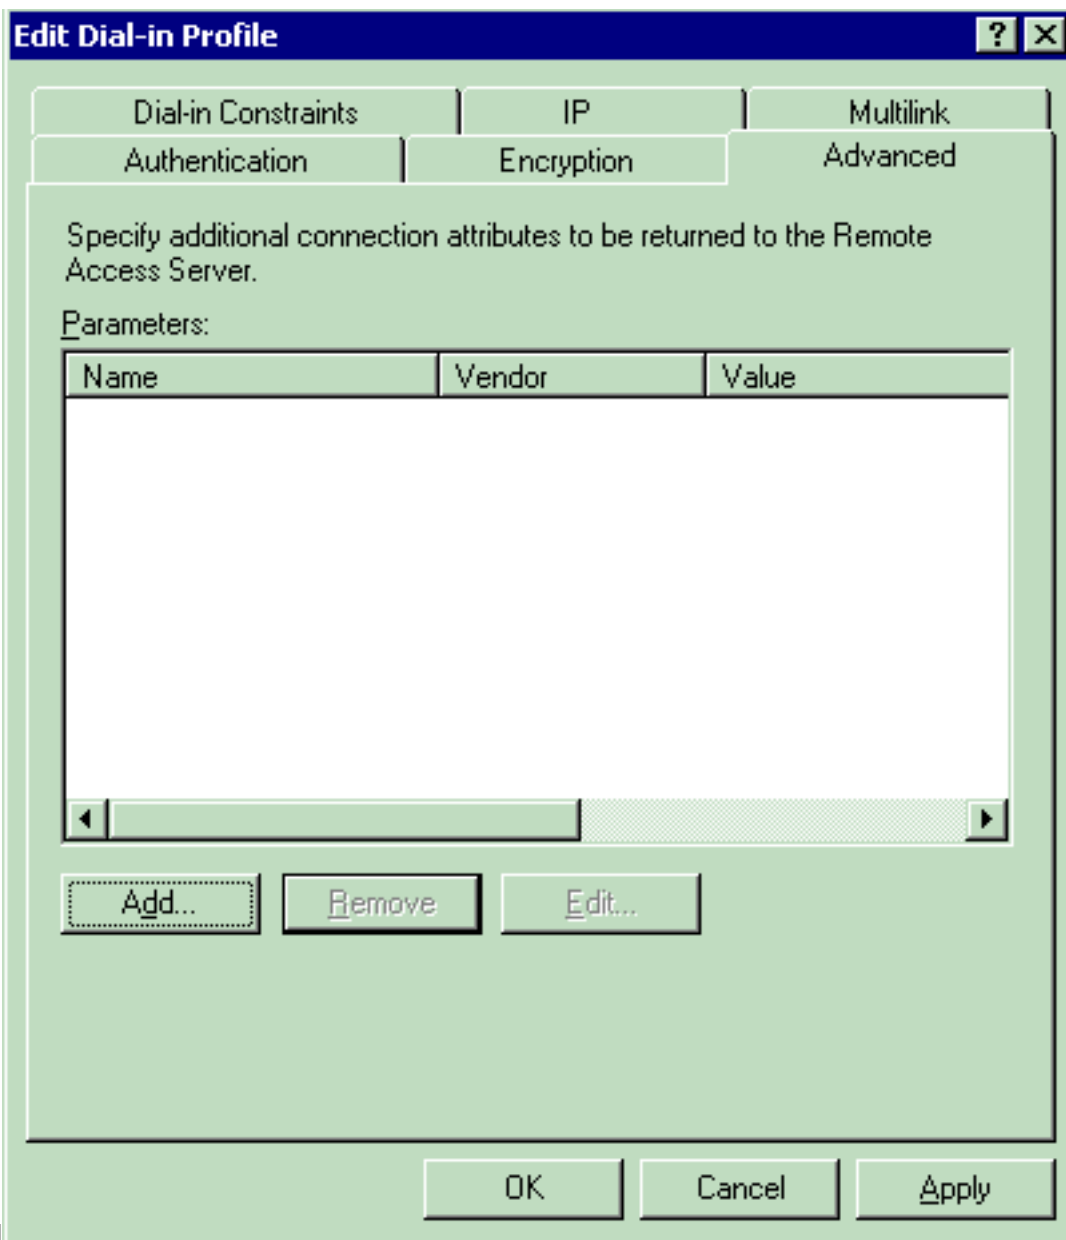 Edit Dial-in Profile
Dial-in Constraints IP Multilink
Authentication Encryption Advanced
Specify additional connection attributes to be returned to the Remote
Access Server.
Parameters:
Name Vendor Value
Add... Remove Edit...
OK Cancel Apply